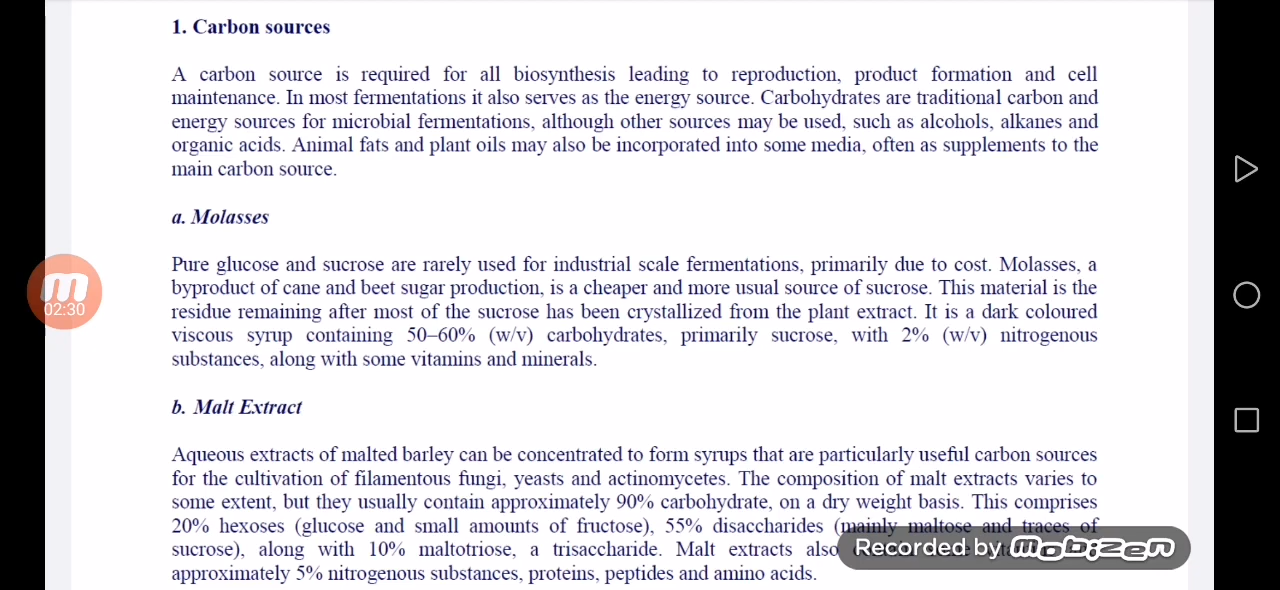 1. Carbon sources
A carbon source is required for all biosynthesis leading to reproduction, product formation and cell
maintenance. In most fermentations it also serves as the energy source. Carbohydrates are traditional carbon and
energy sources for microbial fermentations, although other sources may be used, such as alcohols, alkanes and
organic acids. Animal fats and plant oils may also be incorporated into some media, often as supplements to the
main carbon source.
a. Molasses
Pure glucose and sucrose are rarely used for industrial scale fermentations, primarily due to cost. Molasses, a
byproduct of cane and beet sugar production, is a cheaper and more usual source of sucrose. This material is the
residue remaining after most of the sucrose has been crystallized from the plant extract. It is a dark coloured
viscous syrup containing 50–60% (w/v) carbohydrates, primarily sucrose, with 2% (w/v) nitrogenous
substances, along with some vitamins and minerals.
b. Malt Extract
Aqueous extracts of malted barley can be concentrated to form syrups that are particularly useful carbon sources
for the cultivation of filamentous fungi, yeasts and actinomycetes. The composition of malt extracts varies to
some extent, but they usually contain approximately 90% carbohydrate, on a dry weight basis. This comprises
20% hexoses (glucose and small amounts of fructose), 55% disaccharides (mainly maltose and traces of
sucrose), along with 10% maltotriose, a trisaccharide. Malt extracts also
approximately 5% nitrogenous substances, proteins, peptides and amino acids.
02:30
Recorded by mobizen